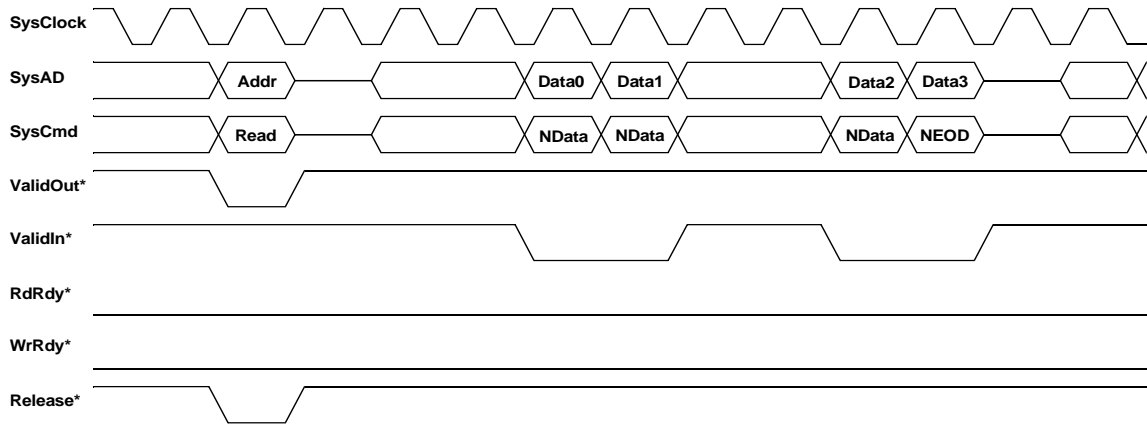 SysClock
SysAD Addr Data0 Data1 Data2 Data3
SysCmd Read NData NData NData NEOD
ValidOut*
ValidIn*
RdRdy*
WrRdy*
Release*